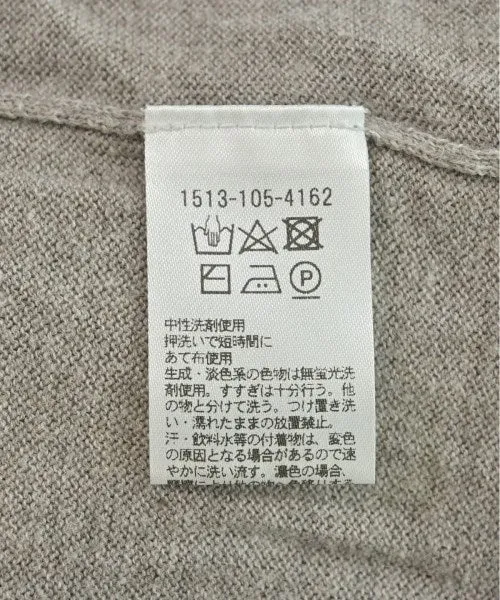 1513-105-4162
P
中性洗剤使用
押洗いで短時間に
あて布使用
生成・淡色系の色物は無蛍光洗
剤使用。すすぎは十分行う。他
の物と分けて洗う。つけ置き洗
い・濡れたままの放置禁止。
汗・飲料水等の付着物は、変色
の原因となる場合があるので速
やかに洗い流す。濃色の場合、